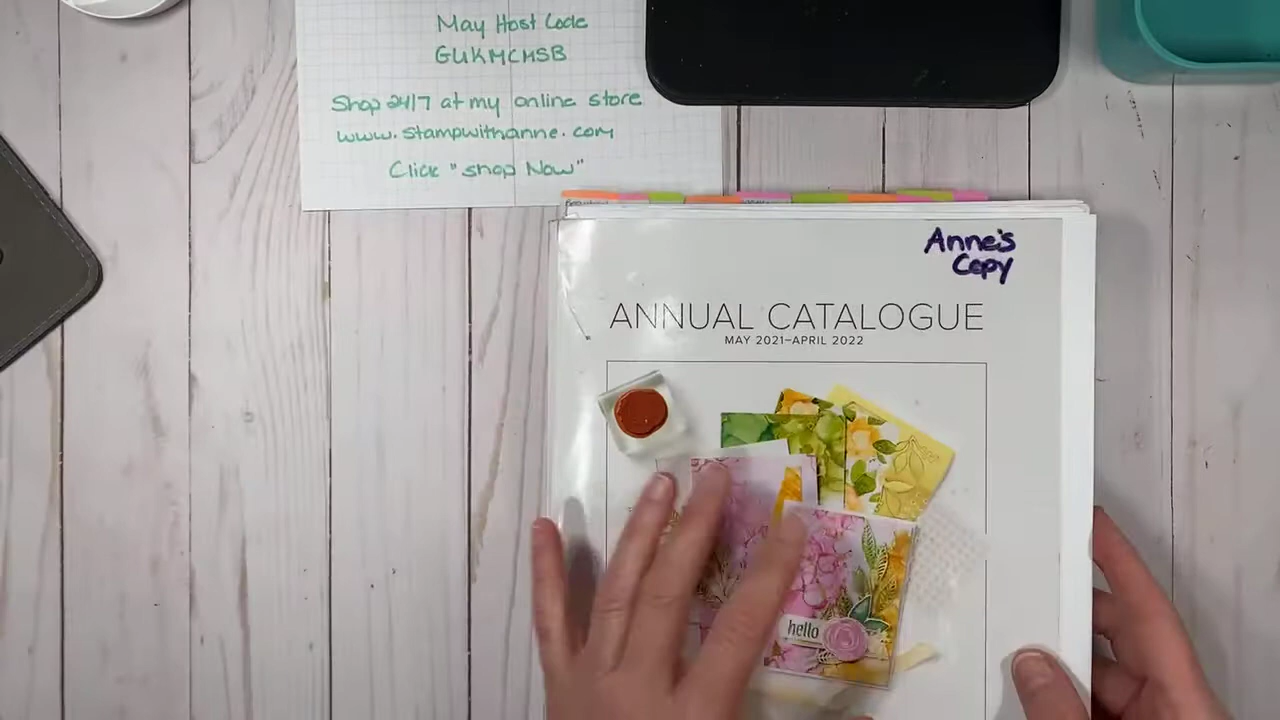 May Host Code
GUKMCMSB
Shop 24/7 at my online store
www.stampwithanne.com
Click "shop Now"
Anne's
Copy
ANNUAL CATALOGUE
MAY 2021–APRIL 2022
hello